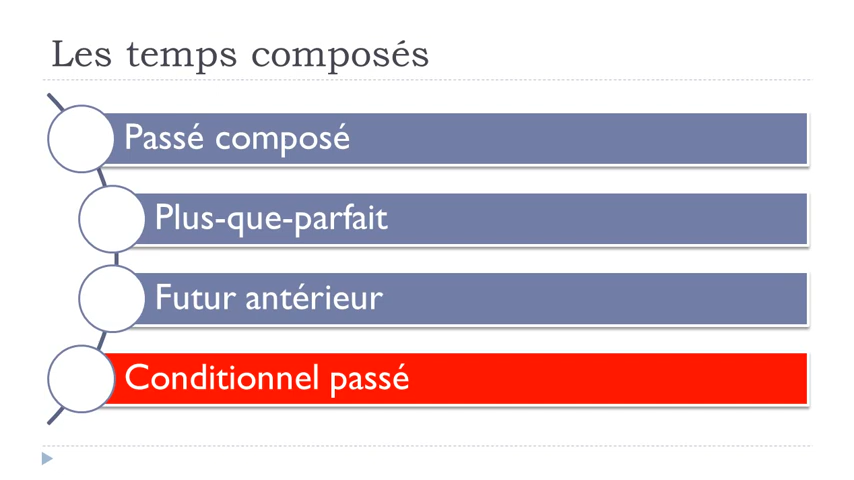 Les temps composés
Passé composé
Plus-que-parfait
Futur antérieur
Conditionnel passé